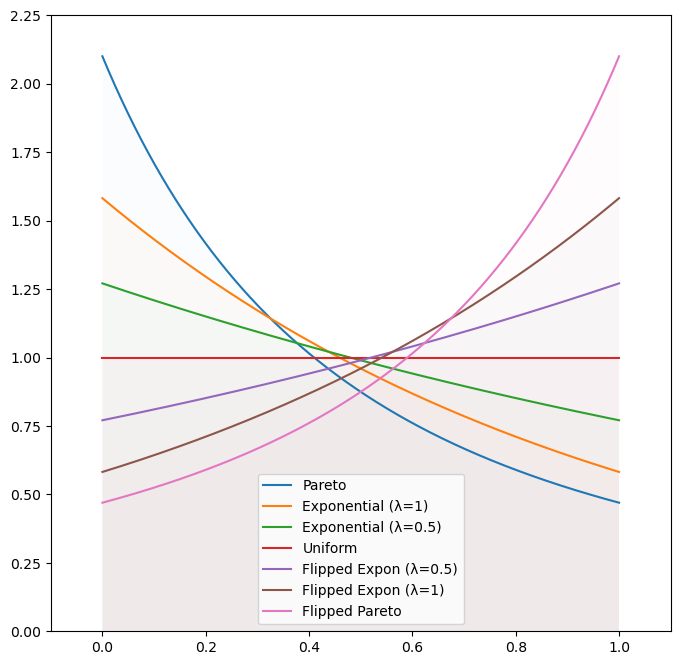 2.25
2.00
1.75
1.50
1.25
1.00
0.75
0.50
0.25
0.00
Pareto
Exponential (λ=1)
Exponential (λ=0.5)
Uniform
Flipped Expon (λ=0.5)
Flipped Expon (λ=1)
Flipped Pareto
0.0 0.2 0.4 0.6 0.8 1.0